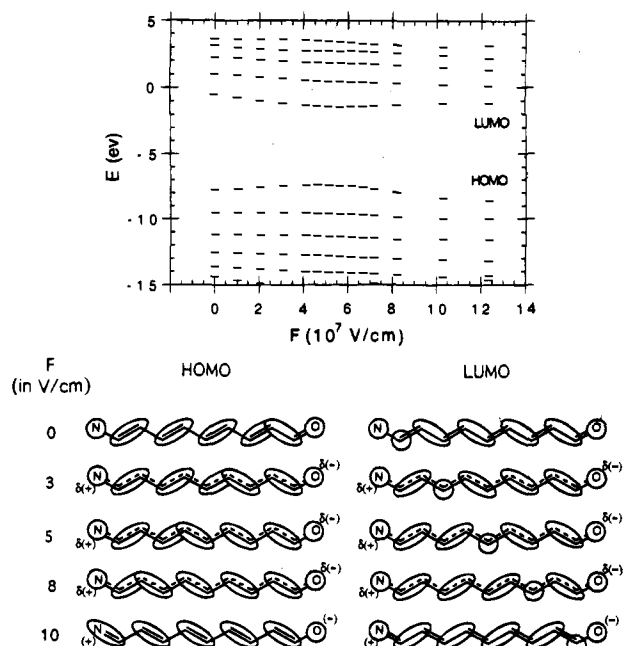 5
0
-5
-10
-15
E (ev)
LUMO
HOMO
0 2 4 6 8 10 12 14
F (10⁷ V/cm)
F
(in V/cm)
HOMO
LUMO
0 N O N O
3 N δ(+) O δ(-) N δ(+) O δ(-)
5 N δ(+) O δ(-) N δ(+) O δ(-)
8 N δ(+) O δ(-) N δ(+) O δ(-)
10 N (+) O (-) N (+) O (-)